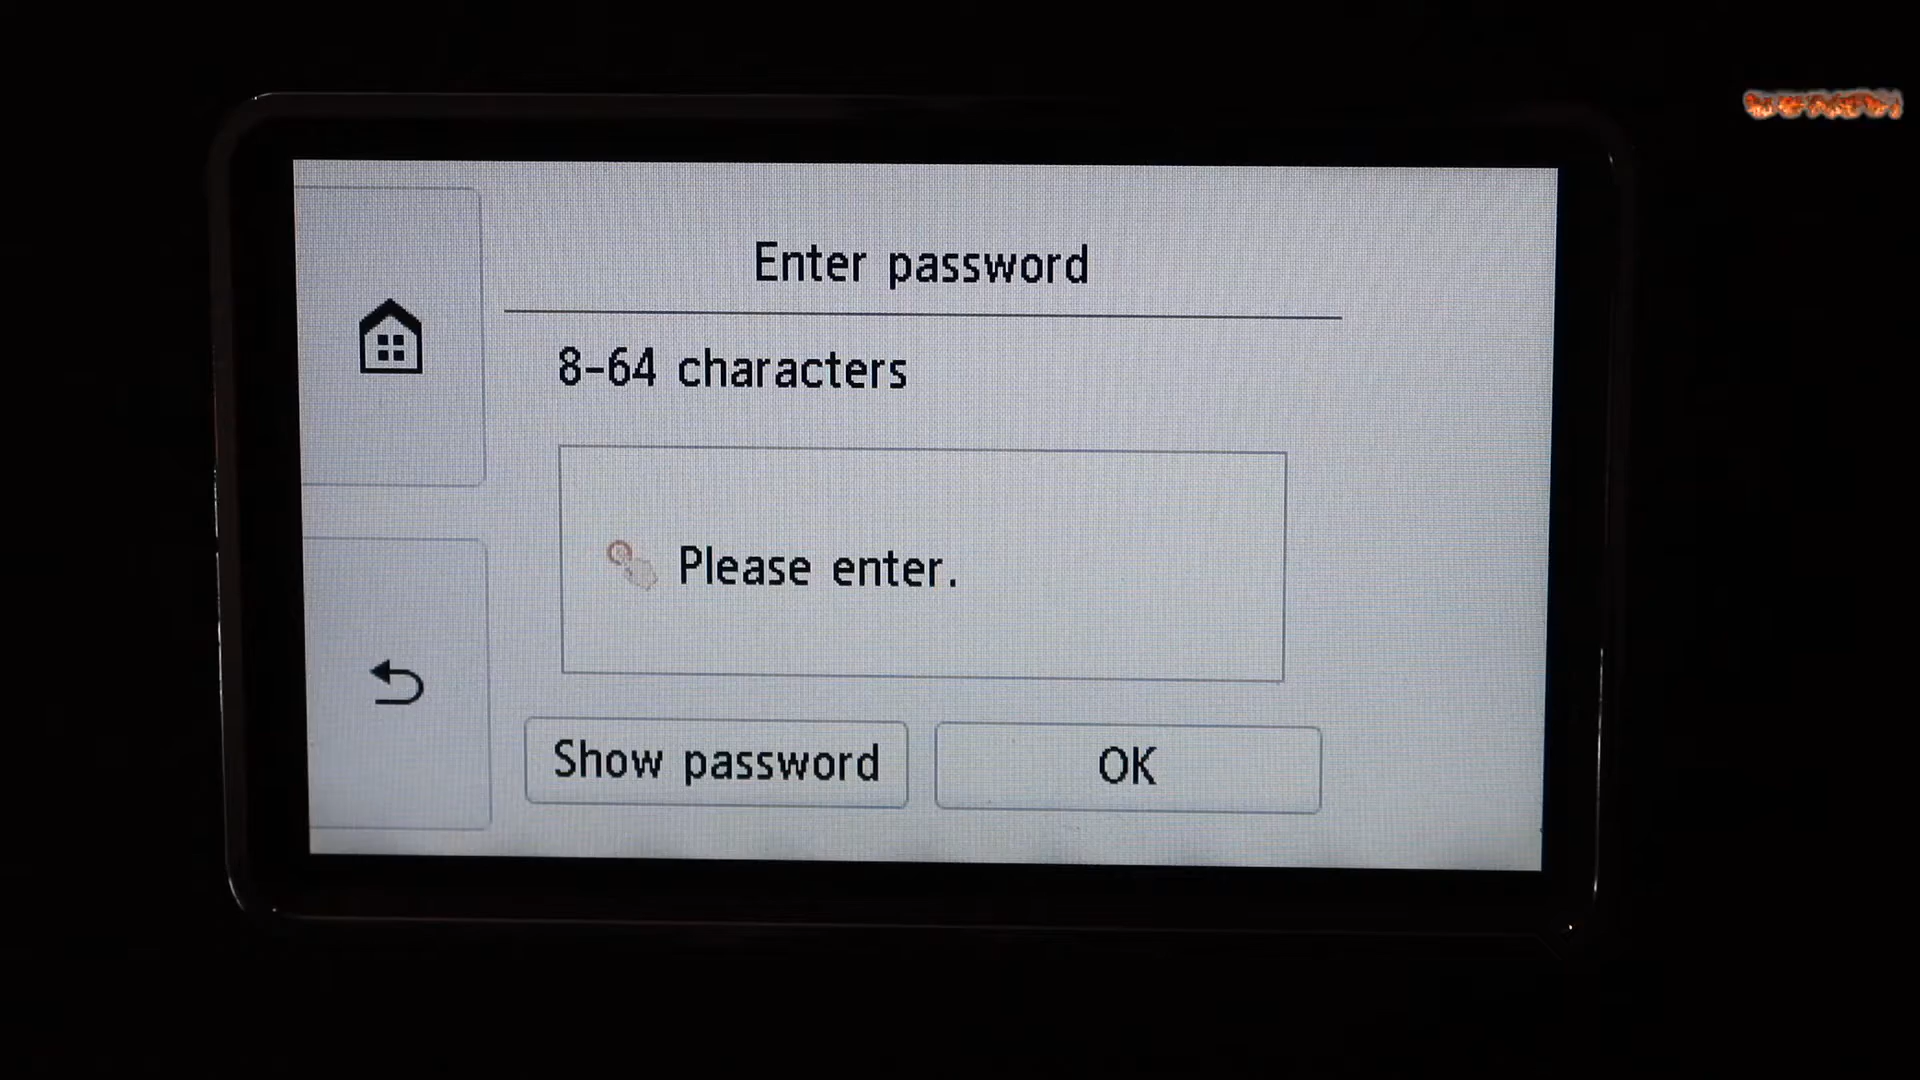 Enter password
8-64 characters
Please enter.
Show password
OK